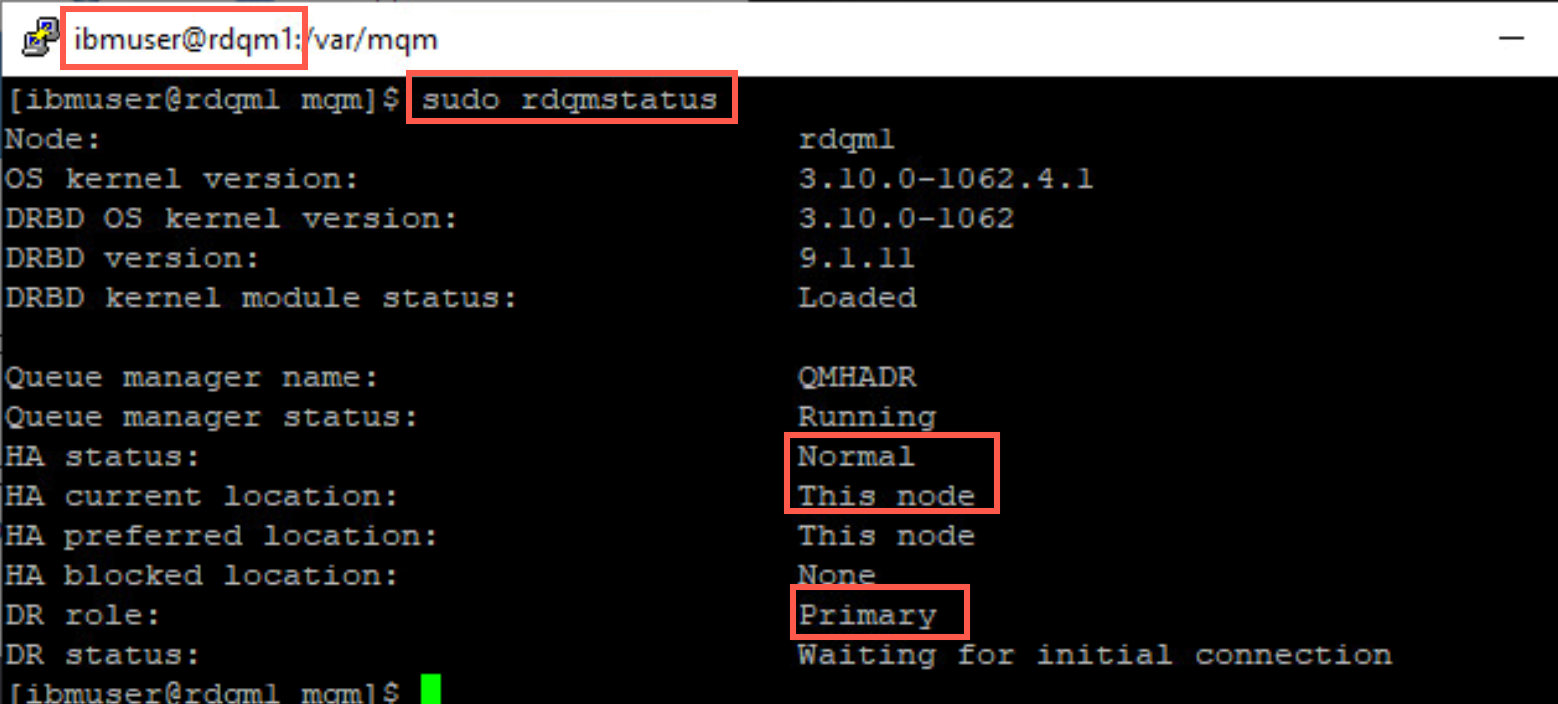 ibmuser@rdqm1:/var/mqm
[ibmuser@rdqm1 mqm]$ sudo rdqmstatus
Node: rdqm1
OS kernel version: 3.10.0-1062.4.1
DRBD OS kernel version: 3.10.0-1062
DRBD version: 9.1.11
DRBD kernel module status: Loaded
Queue manager name: QMHADR
Queue manager status: Running
HA status: Normal
HA current location: This node
HA preferred location: This node
HA blocked location: None
DR role: Primary
DR status: Waiting for initial connection
[ibmuser@rdqm1 mqm]$